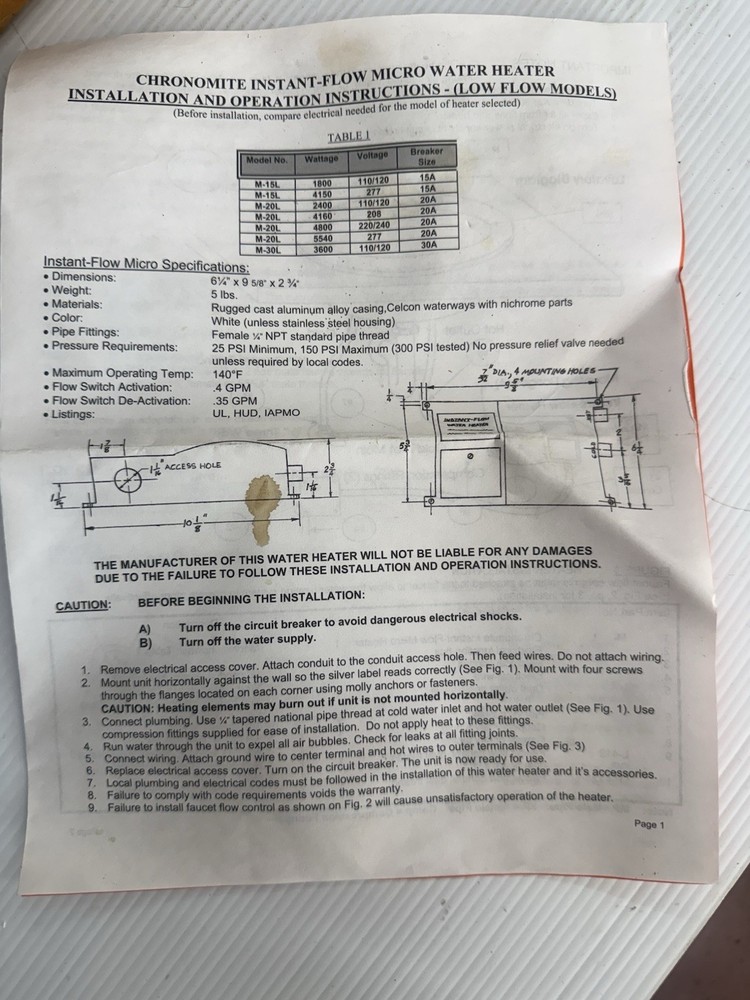 CHRONOMITE INSTANT-FLOW MICRO WATER HEATER
INSTALLATION AND OPERATION INSTRUCTIONS - (LOW FLOW MODELS)
(Before installation, compare electrical needed for the model of heater selected)
TABLE 1
Model No. Wattage Voltage Breaker Size
M-15L 1800 110/120 15A
M-15L 4150 277 15A
M-20L 2400 110/120 20A
M-20L 4160 208 20A
M-20L 4800 220/240 20A
M-20L 5540 277 20A
M-30L 3600 110/120 30A
Instant-Flow Micro Specifications:
• Dimensions: 6¼" x 9 5/8" x 2 ¾"
• Weight: 5 lbs.
• Materials: Rugged cast aluminum alloy casing,Celcon waterways with nichrome parts
• Color: White (unless stainless steel housing)
• Pipe Fittings: Female ¼" NPT standard pipe thread
• Pressure Requirements: 25 PSI Minimum, 150 PSI Maximum (300 PSI tested) No pressure relief valve needed
unless required by local codes.
• Maximum Operating Temp: 140°F
• Flow Switch Activation: .4 GPM
• Flow Switch De-Activation: .35 GPM
• Listings: UL, HUD, IAPMO
7/32" DIA., 4 MOUNTING HOLES
INSTANT-FLOW
WATER HEATER
ACCESS HOLE
10 1/8"
THE MANUFACTURER OF THIS WATER HEATER WILL NOT BE LIABLE FOR ANY DAMAGES
DUE TO THE FAILURE TO FOLLOW THESE INSTALLATION AND OPERATION INSTRUCTIONS.
CAUTION: BEFORE BEGINNING THE INSTALLATION:
A) Turn off the circuit breaker to avoid dangerous electrical shocks.
B) Turn off the water supply.
1. Remove electrical access cover. Attach conduit to the conduit access hole. Then feed wires. Do not attach wiring.
2. Mount unit horizontally against the wall so the silver label reads correctly (See Fig. 1). Mount with four screws
through the flanges located on each corner using molly anchors or fasteners.
CAUTION: Heating elements may burn out if unit is not mounted horizontally.
3. Connect plumbing. Use ¼" tapered national pipe thread at cold water inlet and hot water outlet (See Fig. 1). Use
compression fittings supplied for ease of installation. Do not apply heat to these fittings.
4. Run water through the unit to expel all air bubbles. Check for leaks at all fitting joints.
5. Connect wiring. Attach ground wire to center terminal and hot wires to outer terminals (See Fig. 3)
6. Replace electrical access cover. Turn on the circuit breaker. The unit is now ready for use.
7. Local plumbing and electrical codes must be followed in the installation of this water heater and it's accessories.
8. Failure to comply with code requirements voids the warranty.
9. Failure to install faucet flow control as shown on Fig. 2 will cause unsatisfactory operation of the heater.
Page 1